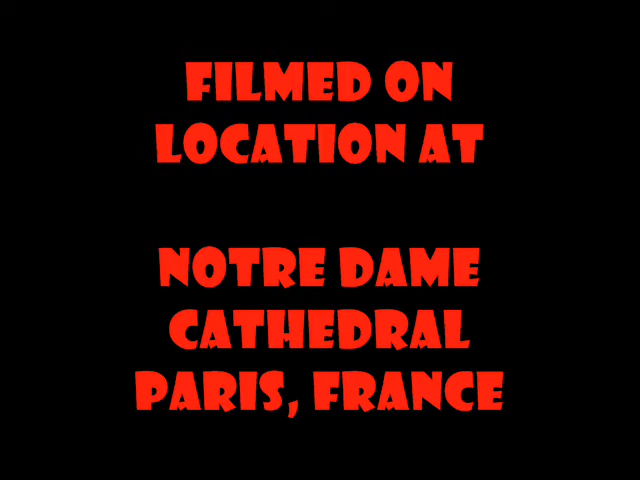 FILMED ON
LOCATION AT
NOTRE DAME
CATHEDRAL
PARIS, FRANCE